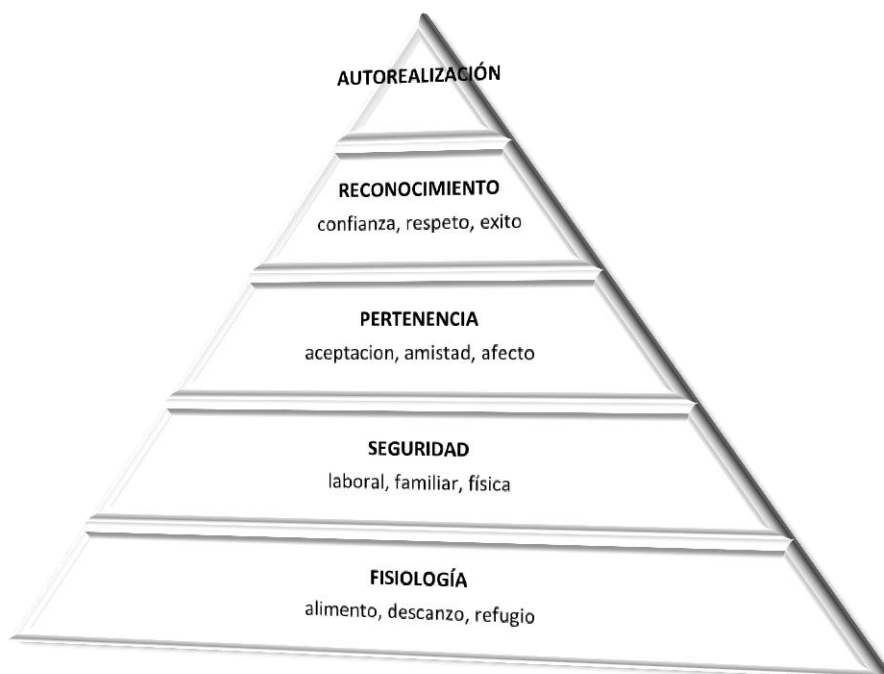 AUTOREALIZACIÓN
RECONOCIMIENTO
confianza, respeto, exito
PERTENENCIA
aceptacion, amistad, afecto
SEGURIDAD
laboral, familiar, física
FISIOLOGÍA
alimento, descanzo, refugio